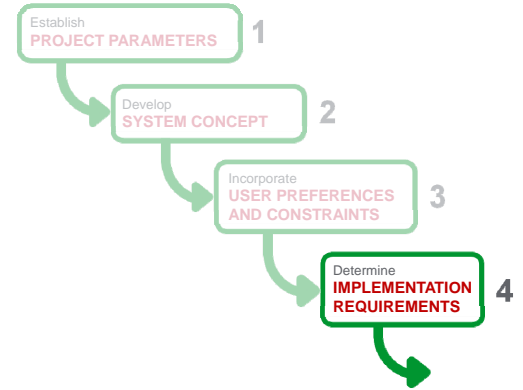 Establish
PROJECT PARAMETERS
1
Develop
SYSTEM CONCEPT
2
Incorporate
USER PREFERENCES
AND CONSTRAINTS
3
Determine
IMPLEMENTATION
REQUIREMENTS
4